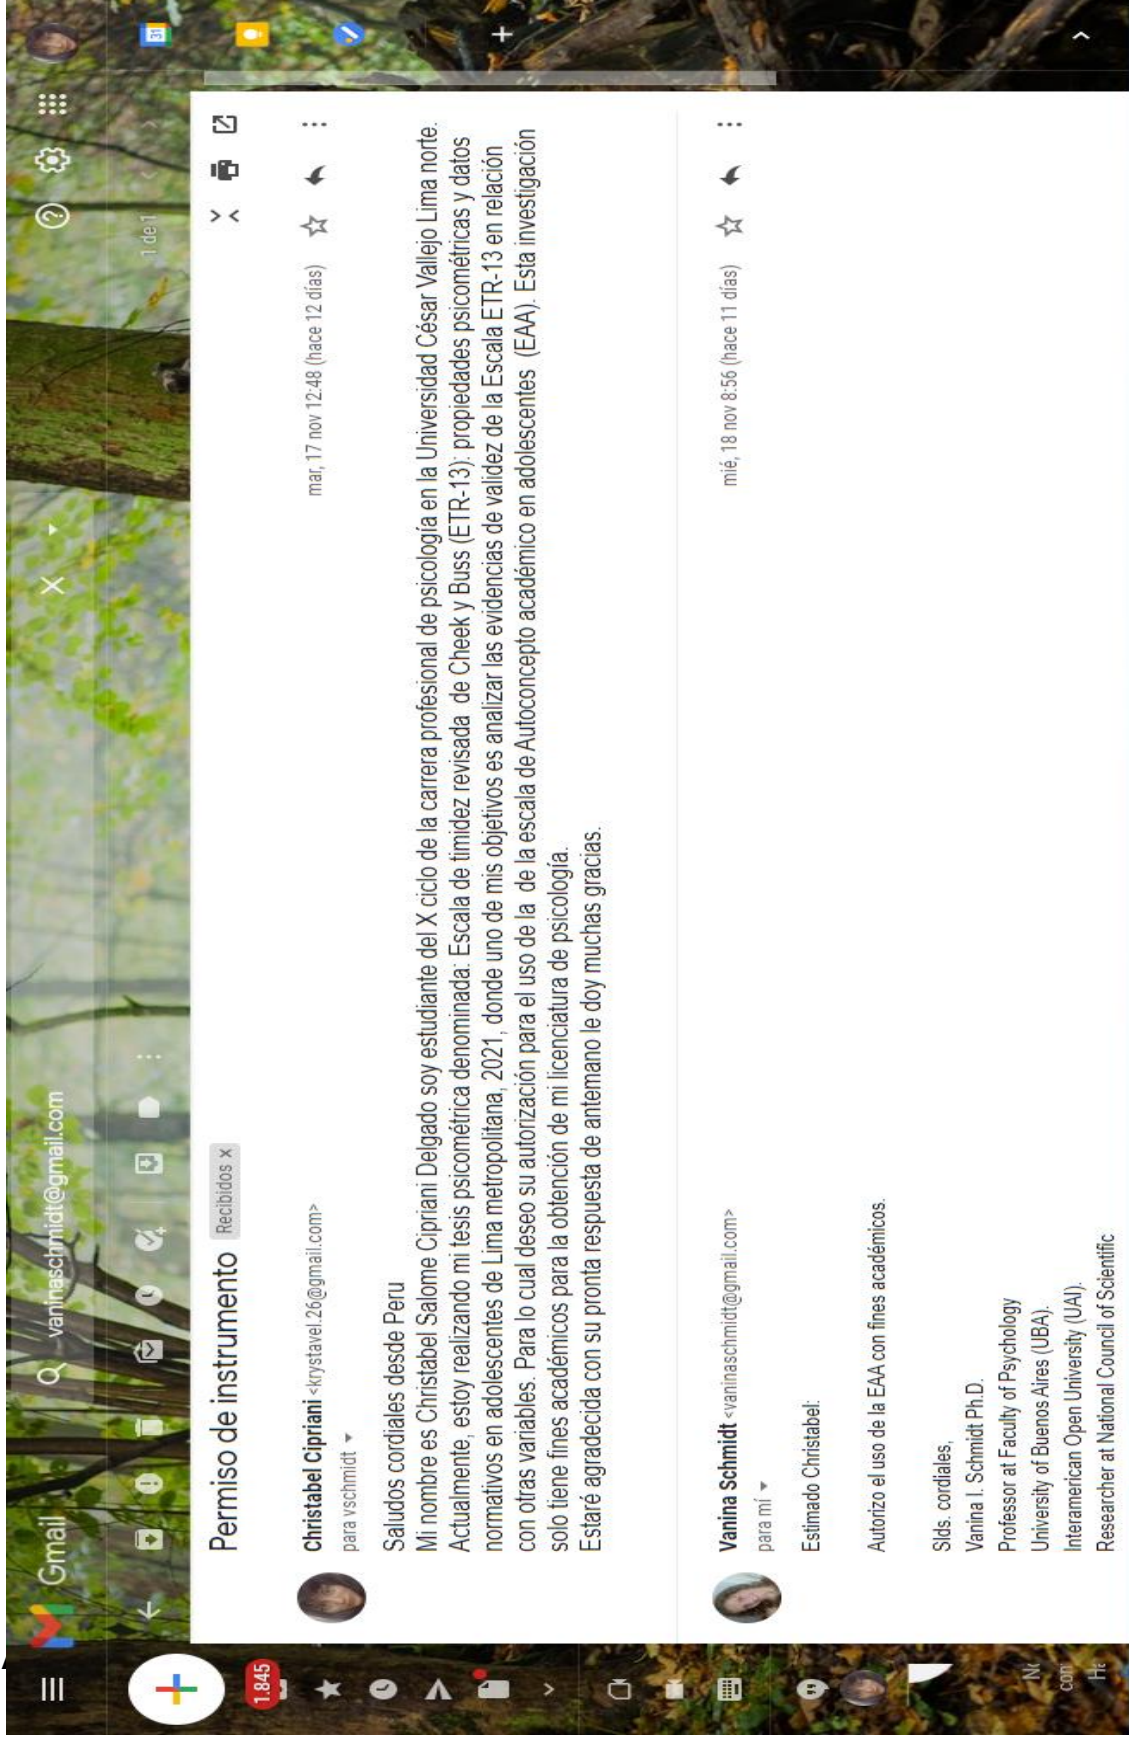 Gmail
vaninaschmidt@gmail.com
31
1 de 1
1.845
Permiso de instrumento Recibidos x
Christabel Cipriani <krystavel.26@gmail.com>
mar, 17 nov 12:48 (hace 12 días)
para vschmidt
Saludos cordiales desde Peru
Mi nombre es Christabel Salome Cipriani Delgado soy estudiante del X ciclo de la carrera profesional de psicología en la Universidad César Vallejo Lima norte.
Actualmente, estoy realizando mi tesis psicométrica denominada: Escala de timidez revisada de Cheek y Buss (ETR-13): propiedades psicométricas y datos
normativos en adolescentes de Lima metropolitana, 2021, donde uno de mis objetivos es analizar las evidencias de validez de la Escala ETR-13 en relación
con otras variables. Para lo cual deseo su autorización para el uso de la de la escala de Autoconcepto académico en adolescentes (EAA). Esta investigación
solo tiene fines académicos para la obtención de mi licenciatura de psicología.
Estaré agradecida con su pronta respuesta de antemano le doy muchas gracias.
Vanina Schmidt <vaninaschmidt@gmail.com>
mié, 18 nov 8:56 (hace 11 días)
para mí
Estimado Christabel:
Autorizo el uso de la EAA con fines académicos.
Slds. cordiales,
Vanina I. Schmidt Ph.D.
Professor at Faculty of Psychology
University of Buenos Aires (UBA).
Interamerican Open University (UAI).
Researcher at National Council of Scientific